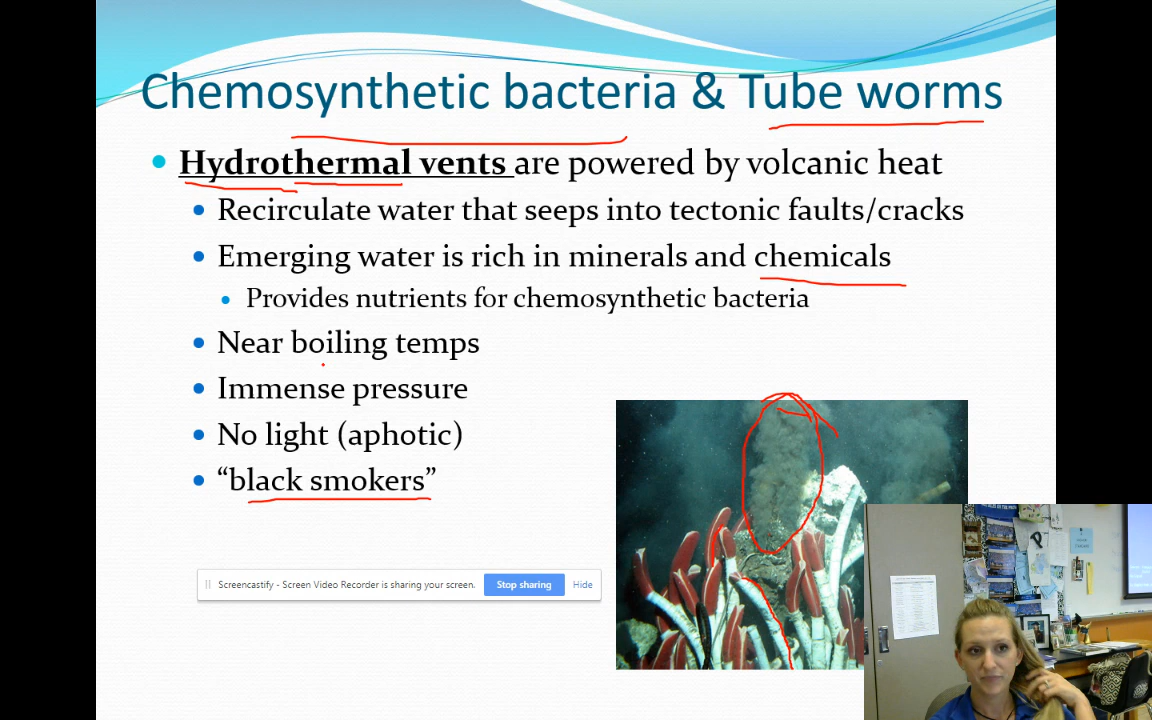 Chemosynthetic bacteria & Tube worms
Hydrothermal vents are powered by volcanic heat
Recirculate water that seeps into tectonic faults/cracks
Emerging water is rich in minerals and chemicals
Provides nutrients for chemosynthetic bacteria
Near boiling temps
Immense pressure
No light (aphotic)
“black smokers”
Screencastify - Screen Video Recorder is sharing your screen. Stop sharing Hide
P